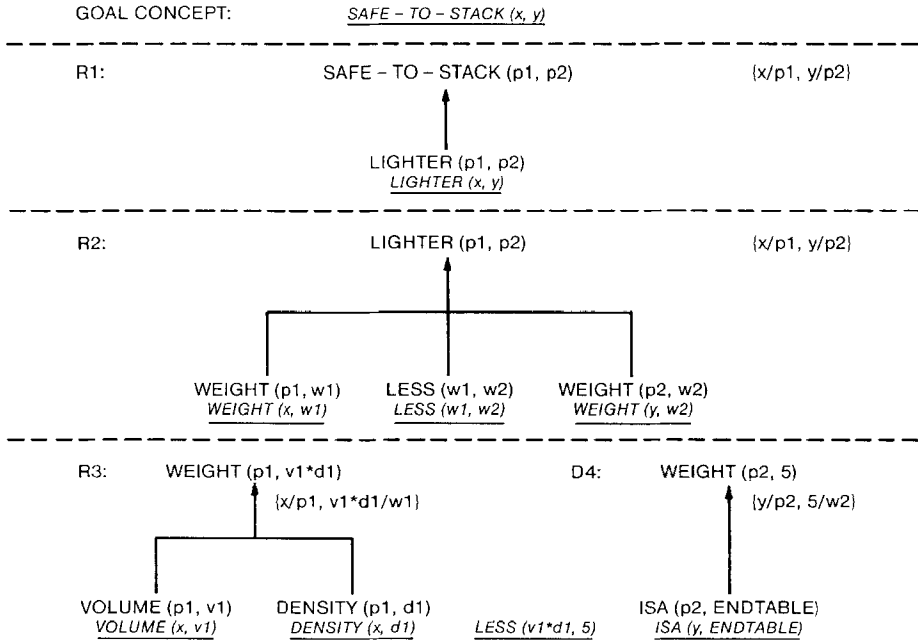 GOAL CONCEPT: SAFE – TO – STACK (x, y)
R1: SAFE – TO – STACK (p1, p2) {x/p1, y/p2}
LIGHTER (p1, p2)
LIGHTER (x, y)
R2: LIGHTER (p1, p2) {x/p1, y/p2}
WEIGHT (p1, w1) LESS (w1, w2) WEIGHT (p2, w2)
WEIGHT (x, w1) LESS (w1, w2) WEIGHT (y, w2)
R3: WEIGHT (p1, v1*d1) D4: WEIGHT (p2, 5)
{x/p1, v1*d1/w1} {y/p2, 5/w2}
VOLUME (p1, v1) DENSITY (p1, d1) ISA (p2, ENDTABLE)
VOLUME (x, v1) DENSITY (x, d1) LESS (v1*d1, 5) ISA (y, ENDTABLE)